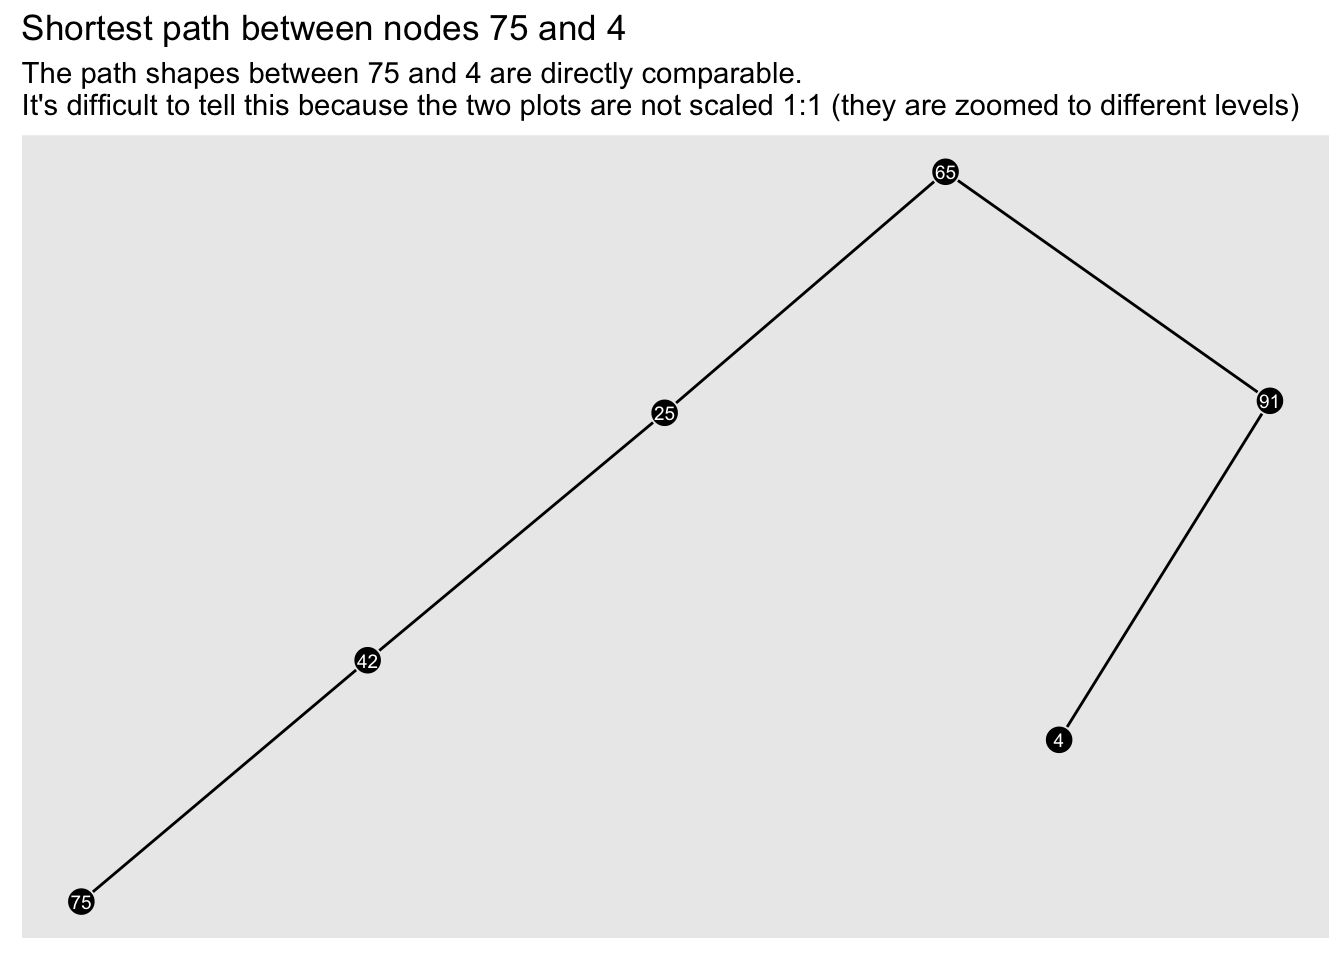 Shortest path between nodes 75 and 4
The path shapes between 75 and 4 are directly comparable.
It's difficult to tell this because the two plots are not scaled 1:1 (they are zoomed to different levels)
65
91
25
42
4
75